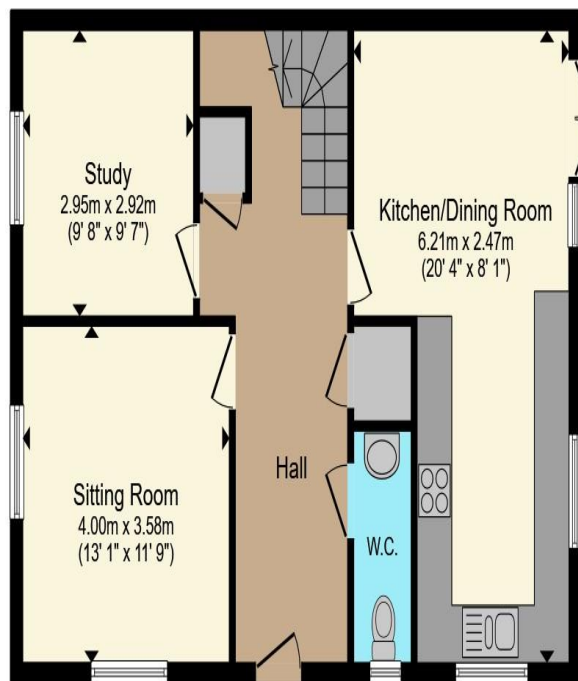 Study
2.95m x 2.92m
(9' 8" x 9' 7")
Kitchen/Dining Room
6.21m x 2.47m
(20' 4" x 8' 1")
Hall
Sitting Room
4.00m x 3.58m
(13' 1" x 11' 9")
W.C.